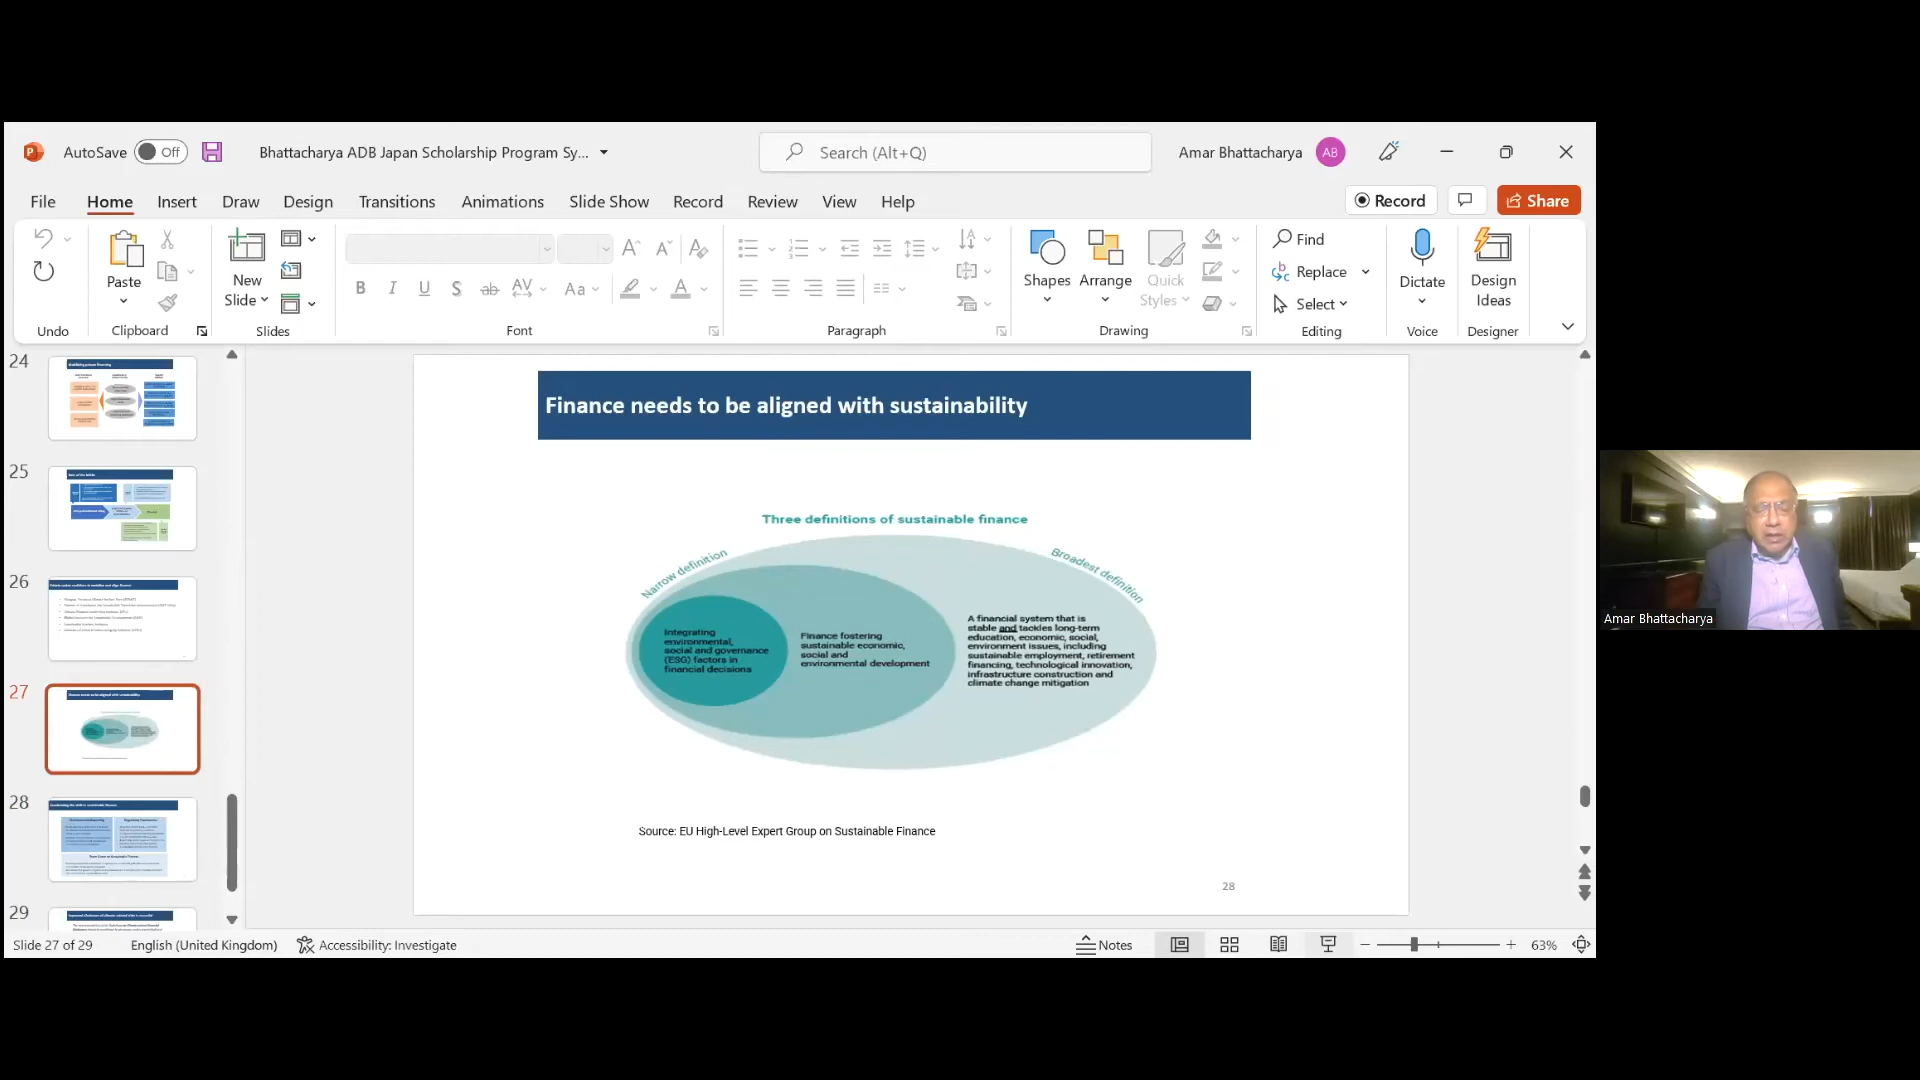 AutoSave Off Bhattacharya ADB Japan Scholarship Program Sy... Search (Alt+Q) Amar Bhattacharya AB
File Home Insert Draw Design Transitions Animations Slide Show Record Review View Help Record Share
Paste
New
Slide
B I U S ab AV Aa A
Shapes Arrange Quick
Styles
Find
Replace
Select
Dictate
Design
Ideas
Undo Clipboard Slides Font Paragraph Drawing Editing Voice Designer
24
25
26
27
28
29
Finance needs to be aligned with sustainability
Three definitions of sustainable finance
Narrow definition
Broadest definition
Integrating
environmental,
social and governance
(ESG) factors in
financial decisions
Finance fostering
sustainable economic,
social and
environmental development
A financial system that is
stable and tackles long-term
education, economic, social,
environment issues, including
sustainable employment, retirement
financing, technological innovation,
infrastructure construction and
climate change mitigation
Source: EU High-Level Expert Group on Sustainable Finance
28
Slide 27 of 29 English (United Kingdom) Accessibility: Investigate Notes 63%
Amar Bhattacharya